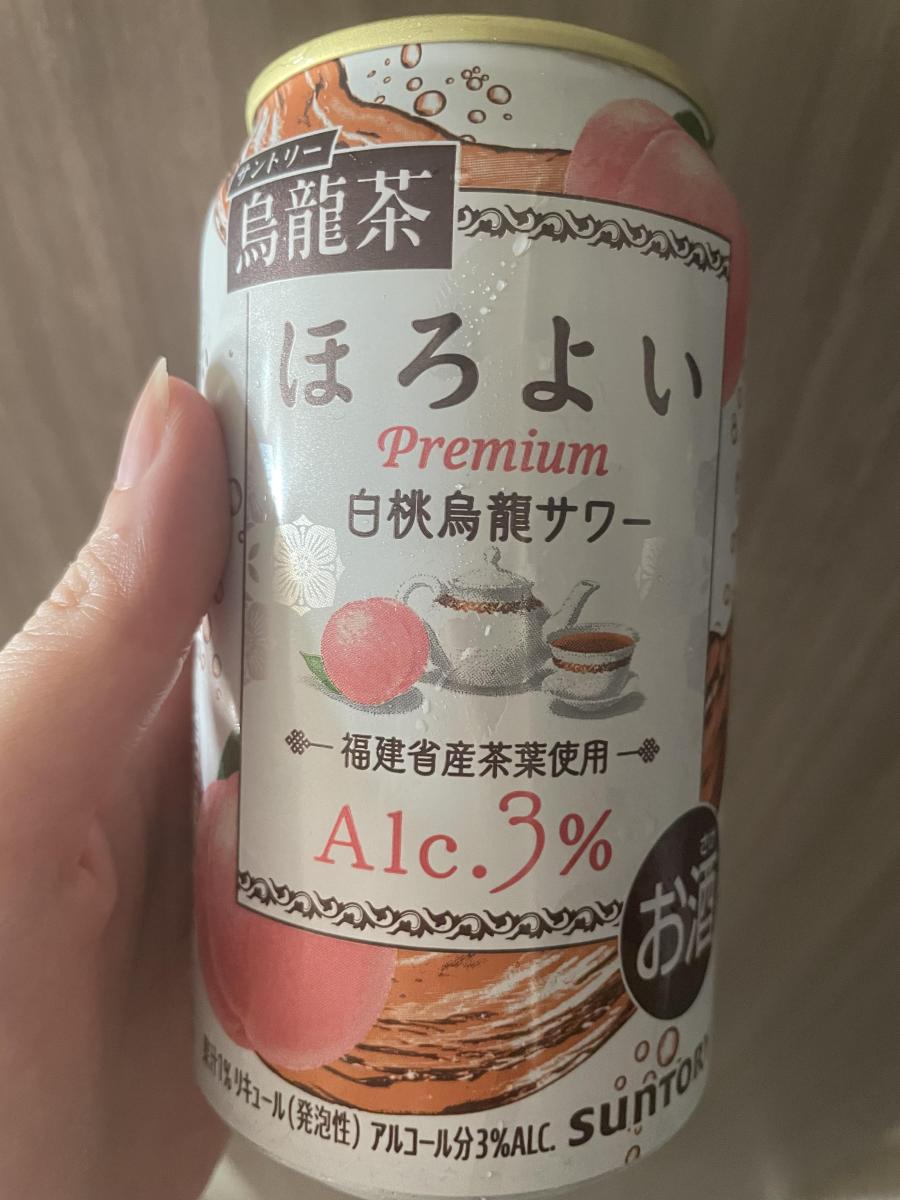 サントリー
烏龍茶
ほろよい
Premium
白桃烏龍サワー
福建省産茶葉使用
Alc.3%
お酒
果汁1% リキュール(発泡性) アルコール分3%ALC.
SUNTORY